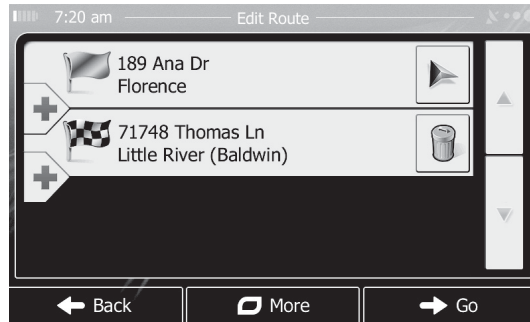 7:20 am
Edit Route
189 Ana Dr
Florence
71748 Thomas Ln
Little River (Baldwin)
Back
More
Go